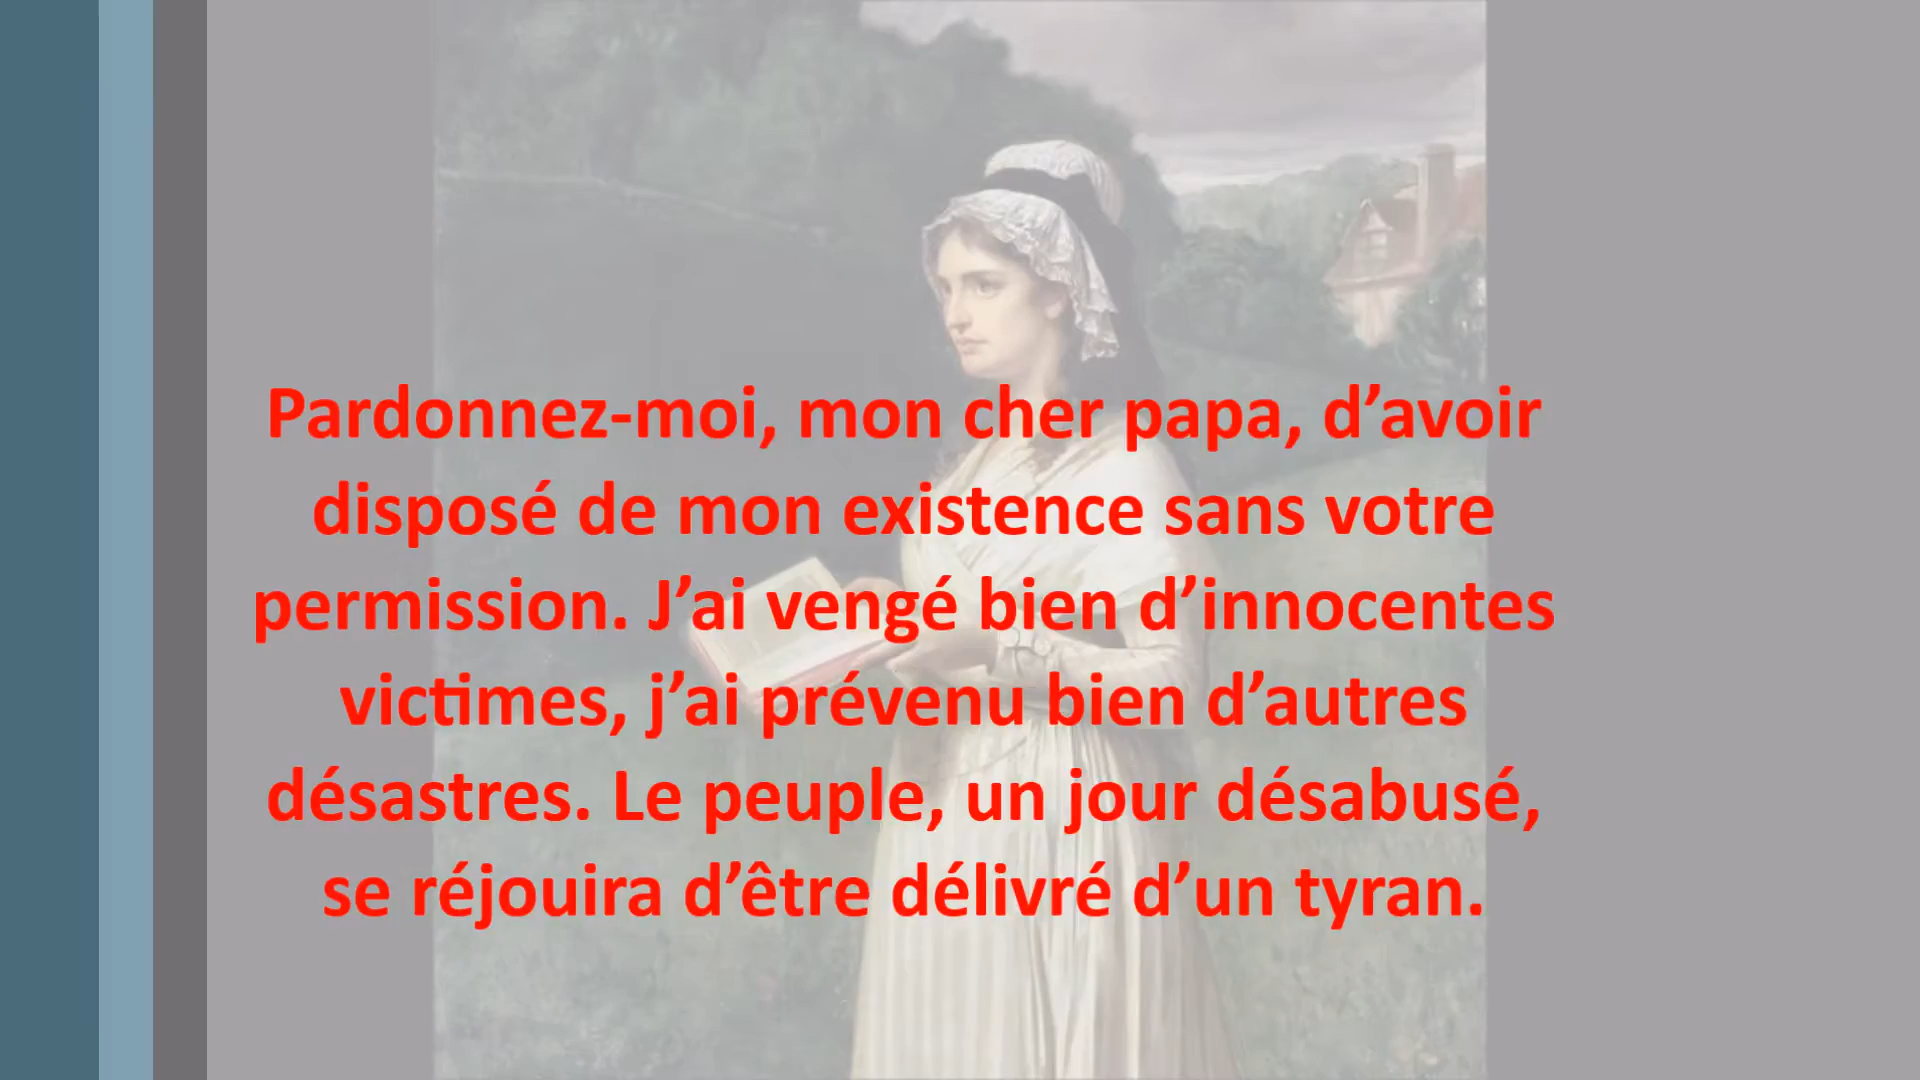 Pardonnez-moi, mon cher papa, d’avoir
disposé de mon existence sans votre
permission. J’ai vengé bien d’innocentes
victimes, j’ai prévenu bien d’autres
désastres. Le peuple, un jour désabusé,
se réjouira d’être délivré d’un tyran.